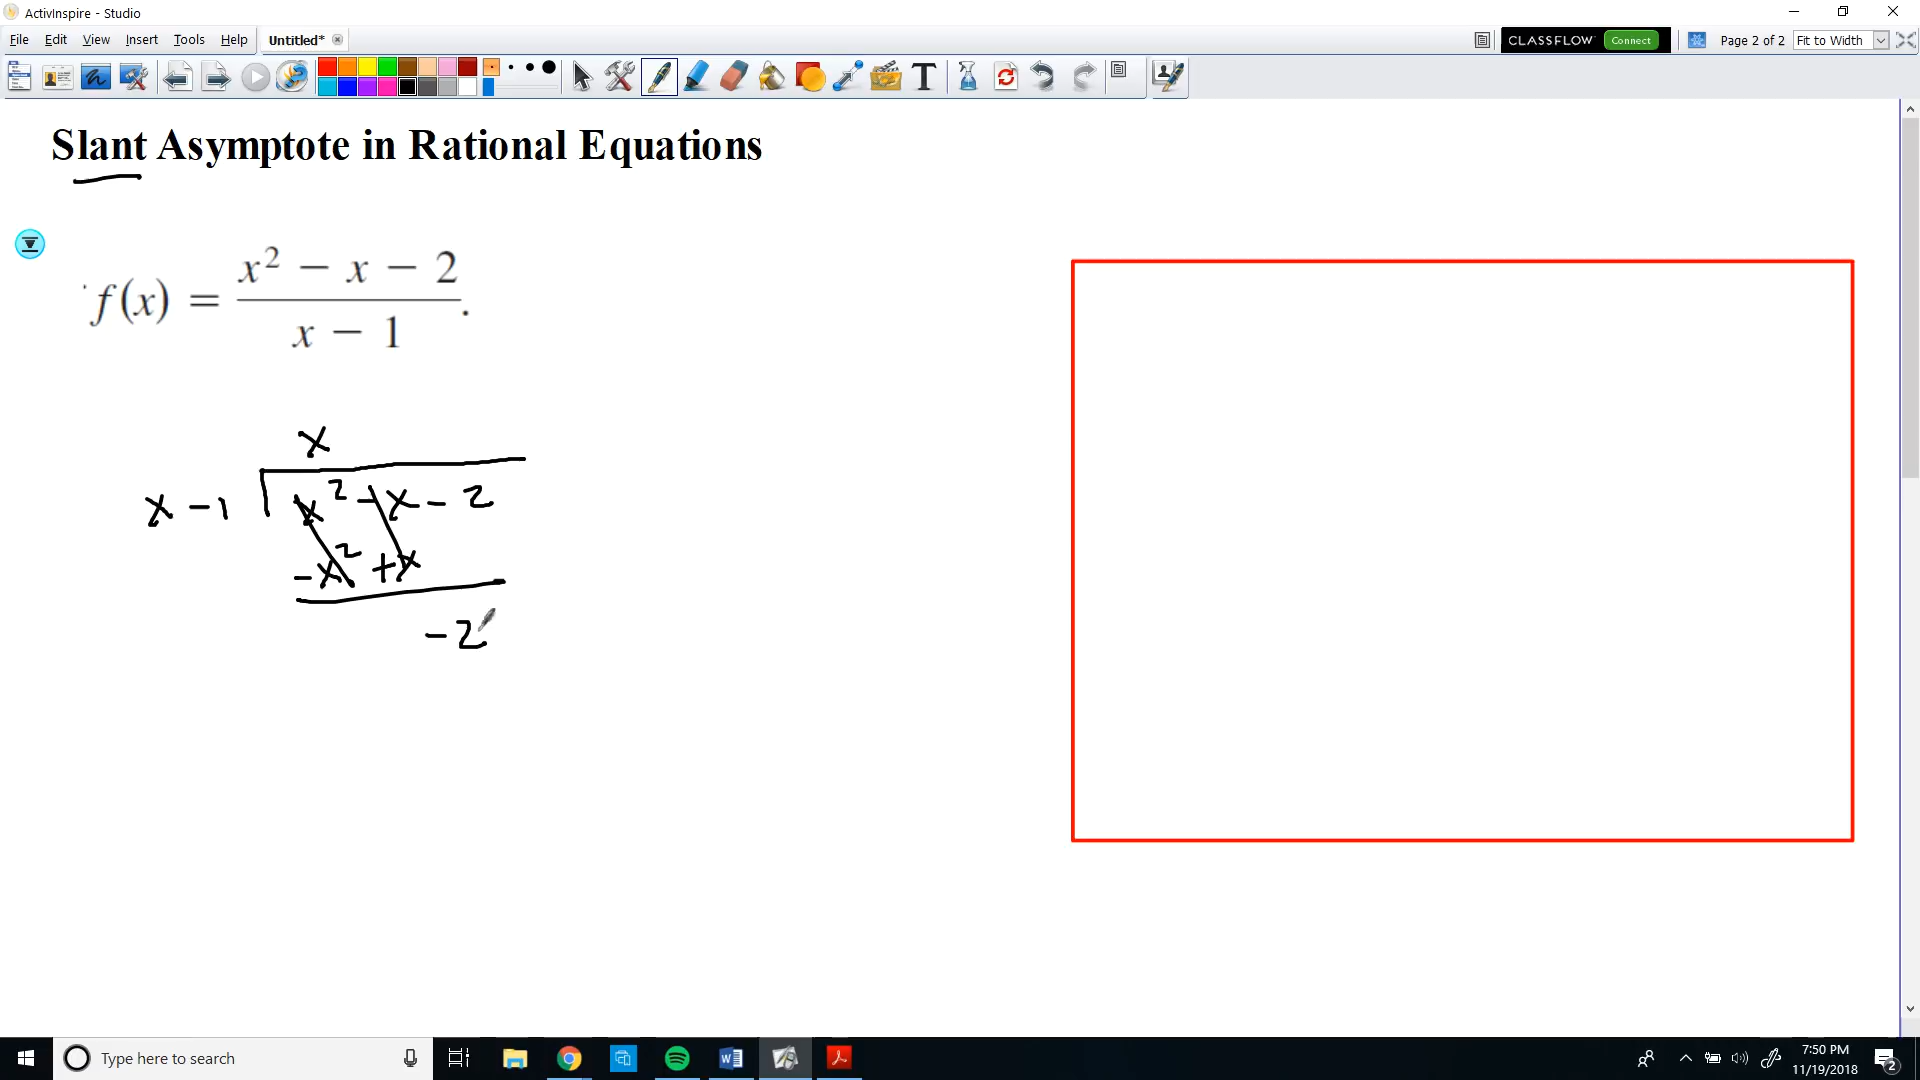 ActivInspire - Studio
File Edit View Insert Tools Help Untitled*
CLASSFLOW Connect Page 2 of 2 Fit to Width
T
Slant Asymptote in Rational Equations
f(x) = x² − x − 2 / x − 1.
x
x − 1 x² − x − 2
−x² + x
−2
Type here to search
7:50 PM
11/19/2018
2